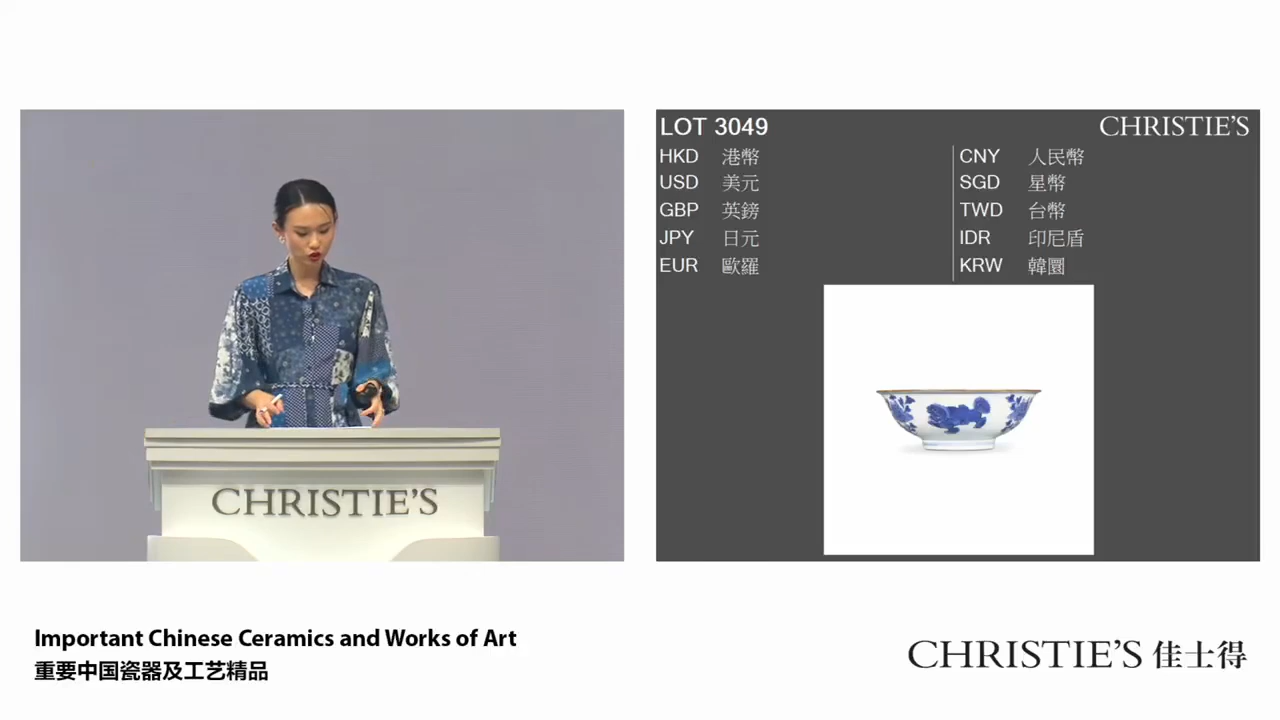 CHRISTIE'S
LOT 3049
CHRISTIE'S
HKD 港幣
USD 美元
GBP 英鎊
JPY 日元
EUR 歐羅
CNY 人民幣
SGD 星幣
TWD 台幣
IDR 印尼盾
KRW 韓圜
Important Chinese Ceramics and Works of Art
重要中国瓷器及工艺精品
CHRISTIE'S 佳士得